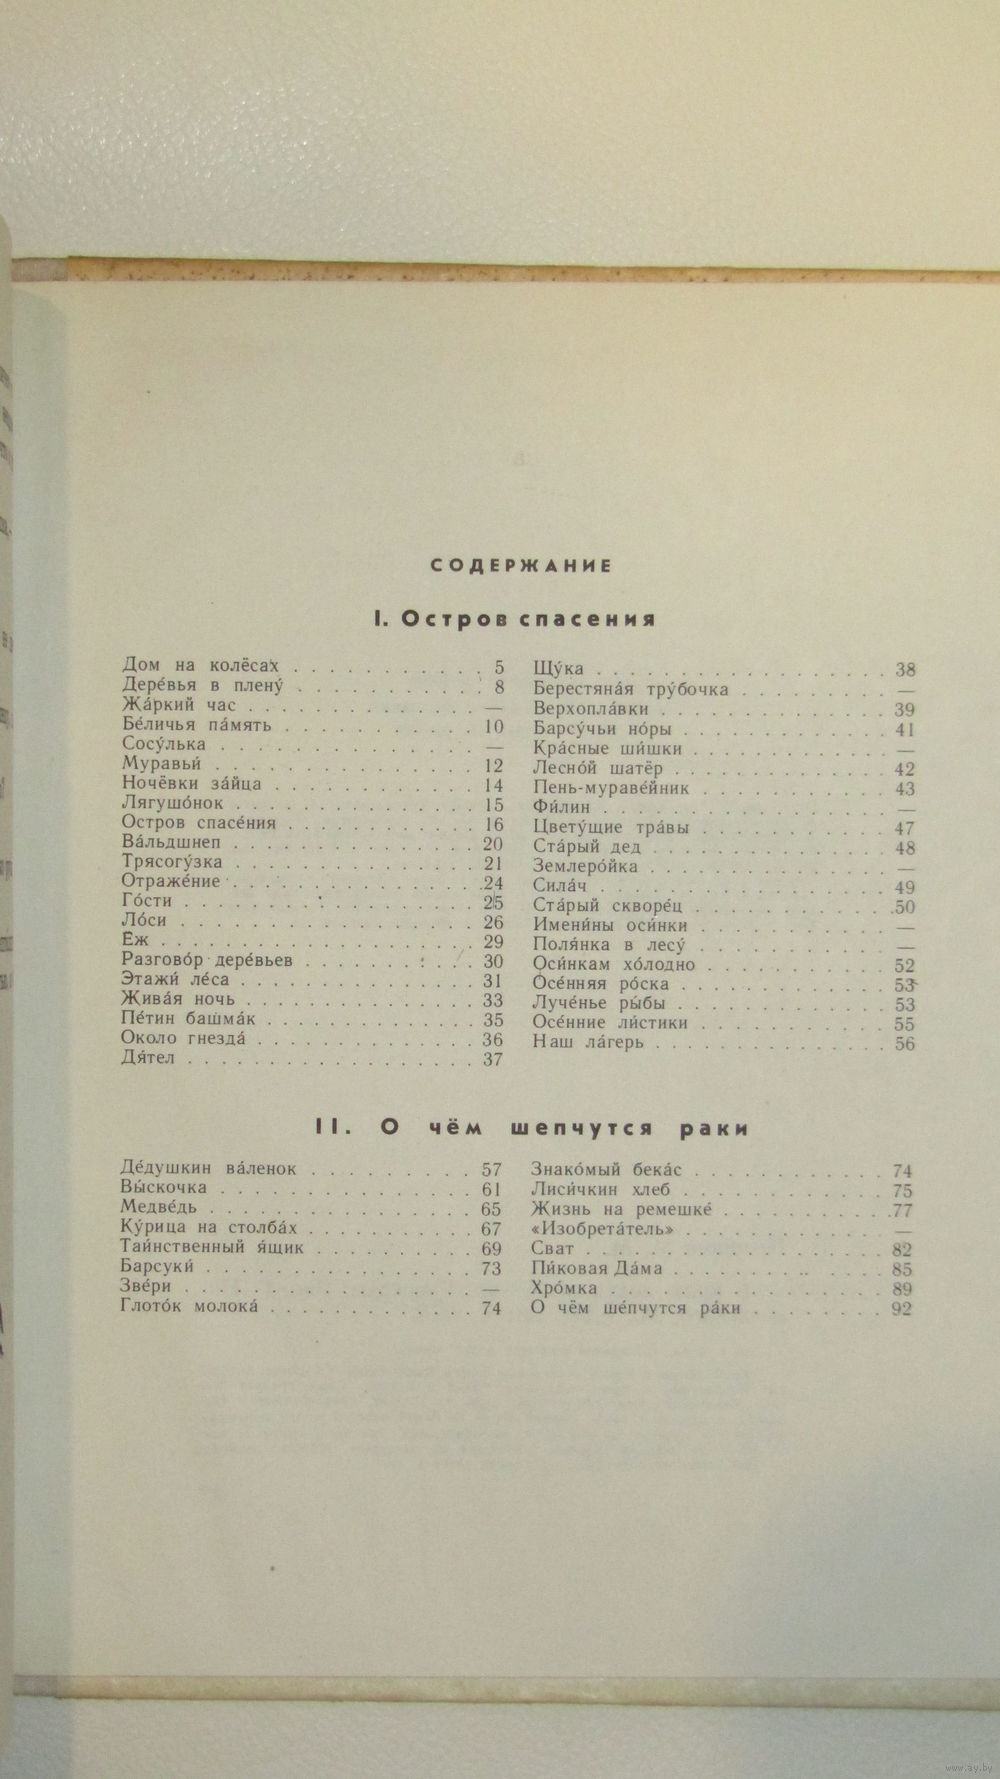 СОДЕРЖАНИЕ
I. Остров спасения
Дом на колёсах . . . . . . . . . . . 5
Дере́вья в плену́ . . . . . . . . . . 8
Жа́ркий час . . . . . . . . . . . . —
Бе́личья па́мять . . . . . . . . . . 10
Сосу́лька . . . . . . . . . . . . . —
Муравьи́ . . . . . . . . . . . . . 12
Ночёвки за́йца . . . . . . . . . . 14
Лягушо́нок . . . . . . . . . . . . 15
Остров спасе́ния . . . . . . . . . . 16
Ва́льдшнеп . . . . . . . . . . . . 20
Трясогу́зка . . . . . . . . . . . . 21
Отраже́ние . . . . . . . . . . . . 24
Го́сти . . . . . . . . . . . . . . 25
Ло́си . . . . . . . . . . . . . . 26
Ёж . . . . . . . . . . . . . . . 29
Разгово́р дере́вьев . . . . . . . . . 30
Этажи́ ле́са . . . . . . . . . . . . 31
Жива́я ночь . . . . . . . . . . . . 33
Пе́тин башма́к . . . . . . . . . . . 35
Около гнезда́ . . . . . . . . . . . 36
Дя́тел . . . . . . . . . . . . . . 37
Щу́ка . . . . . . . . . . . . . . 38
Берестяна́я тру́бочка . . . . . . . . —
Верхопла́вки . . . . . . . . . . . 39
Барсу́чьи но́ры . . . . . . . . . . 41
Кра́сные ши́шки . . . . . . . . . . —
Лесно́й шатёр . . . . . . . . . . . 42
Пень-мураве́йник . . . . . . . . . . 43
Фи́лин . . . . . . . . . . . . . . —
Цвету́щие тра́вы . . . . . . . . . . 47
Ста́рый дед . . . . . . . . . . . . 48
Землеро́йка . . . . . . . . . . . . —
Сила́ч . . . . . . . . . . . . . . 49
Ста́рый скворе́ц . . . . . . . . . . 50
Имени́ны оси́нки . . . . . . . . . . —
Поля́нка в лесу́ . . . . . . . . . . —
Оси́нкам хо́лодно . . . . . . . . . . 52
Осе́нняя ро́ска . . . . . . . . . . . 53
Луче́нье ры́бы . . . . . . . . . . . 53
Осе́нние ли́стики . . . . . . . . . . 55
Наш ла́герь . . . . . . . . . . . . 56
II. О чём шепчутся раки
Де́душкин ва́ленок . . . . . . . . . 57
Вы́скочка . . . . . . . . . . . . . 61
Медве́дь . . . . . . . . . . . . . 65
Ку́рица на столба́х . . . . . . . . . 67
Таи́нственный я́щик . . . . . . . . . 69
Барсуки́ . . . . . . . . . . . . . 73
Зве́ри . . . . . . . . . . . . . . —
Глото́к молока́ . . . . . . . . . . 74
Знако́мый бека́с . . . . . . . . . . 74
Лиси́чкин хлеб . . . . . . . . . . 75
Жизнь на ремешке́ . . . . . . . . . 77
«Изобрета́тель» . . . . . . . . . . —
Сват . . . . . . . . . . . . . . 82
Пи́ковая Да́ма . . . . . . . . . . . 85
Хро́мка . . . . . . . . . . . . . 89
О чём ше́пчутся ра́ки . . . . . . . . 92
www.ay.by